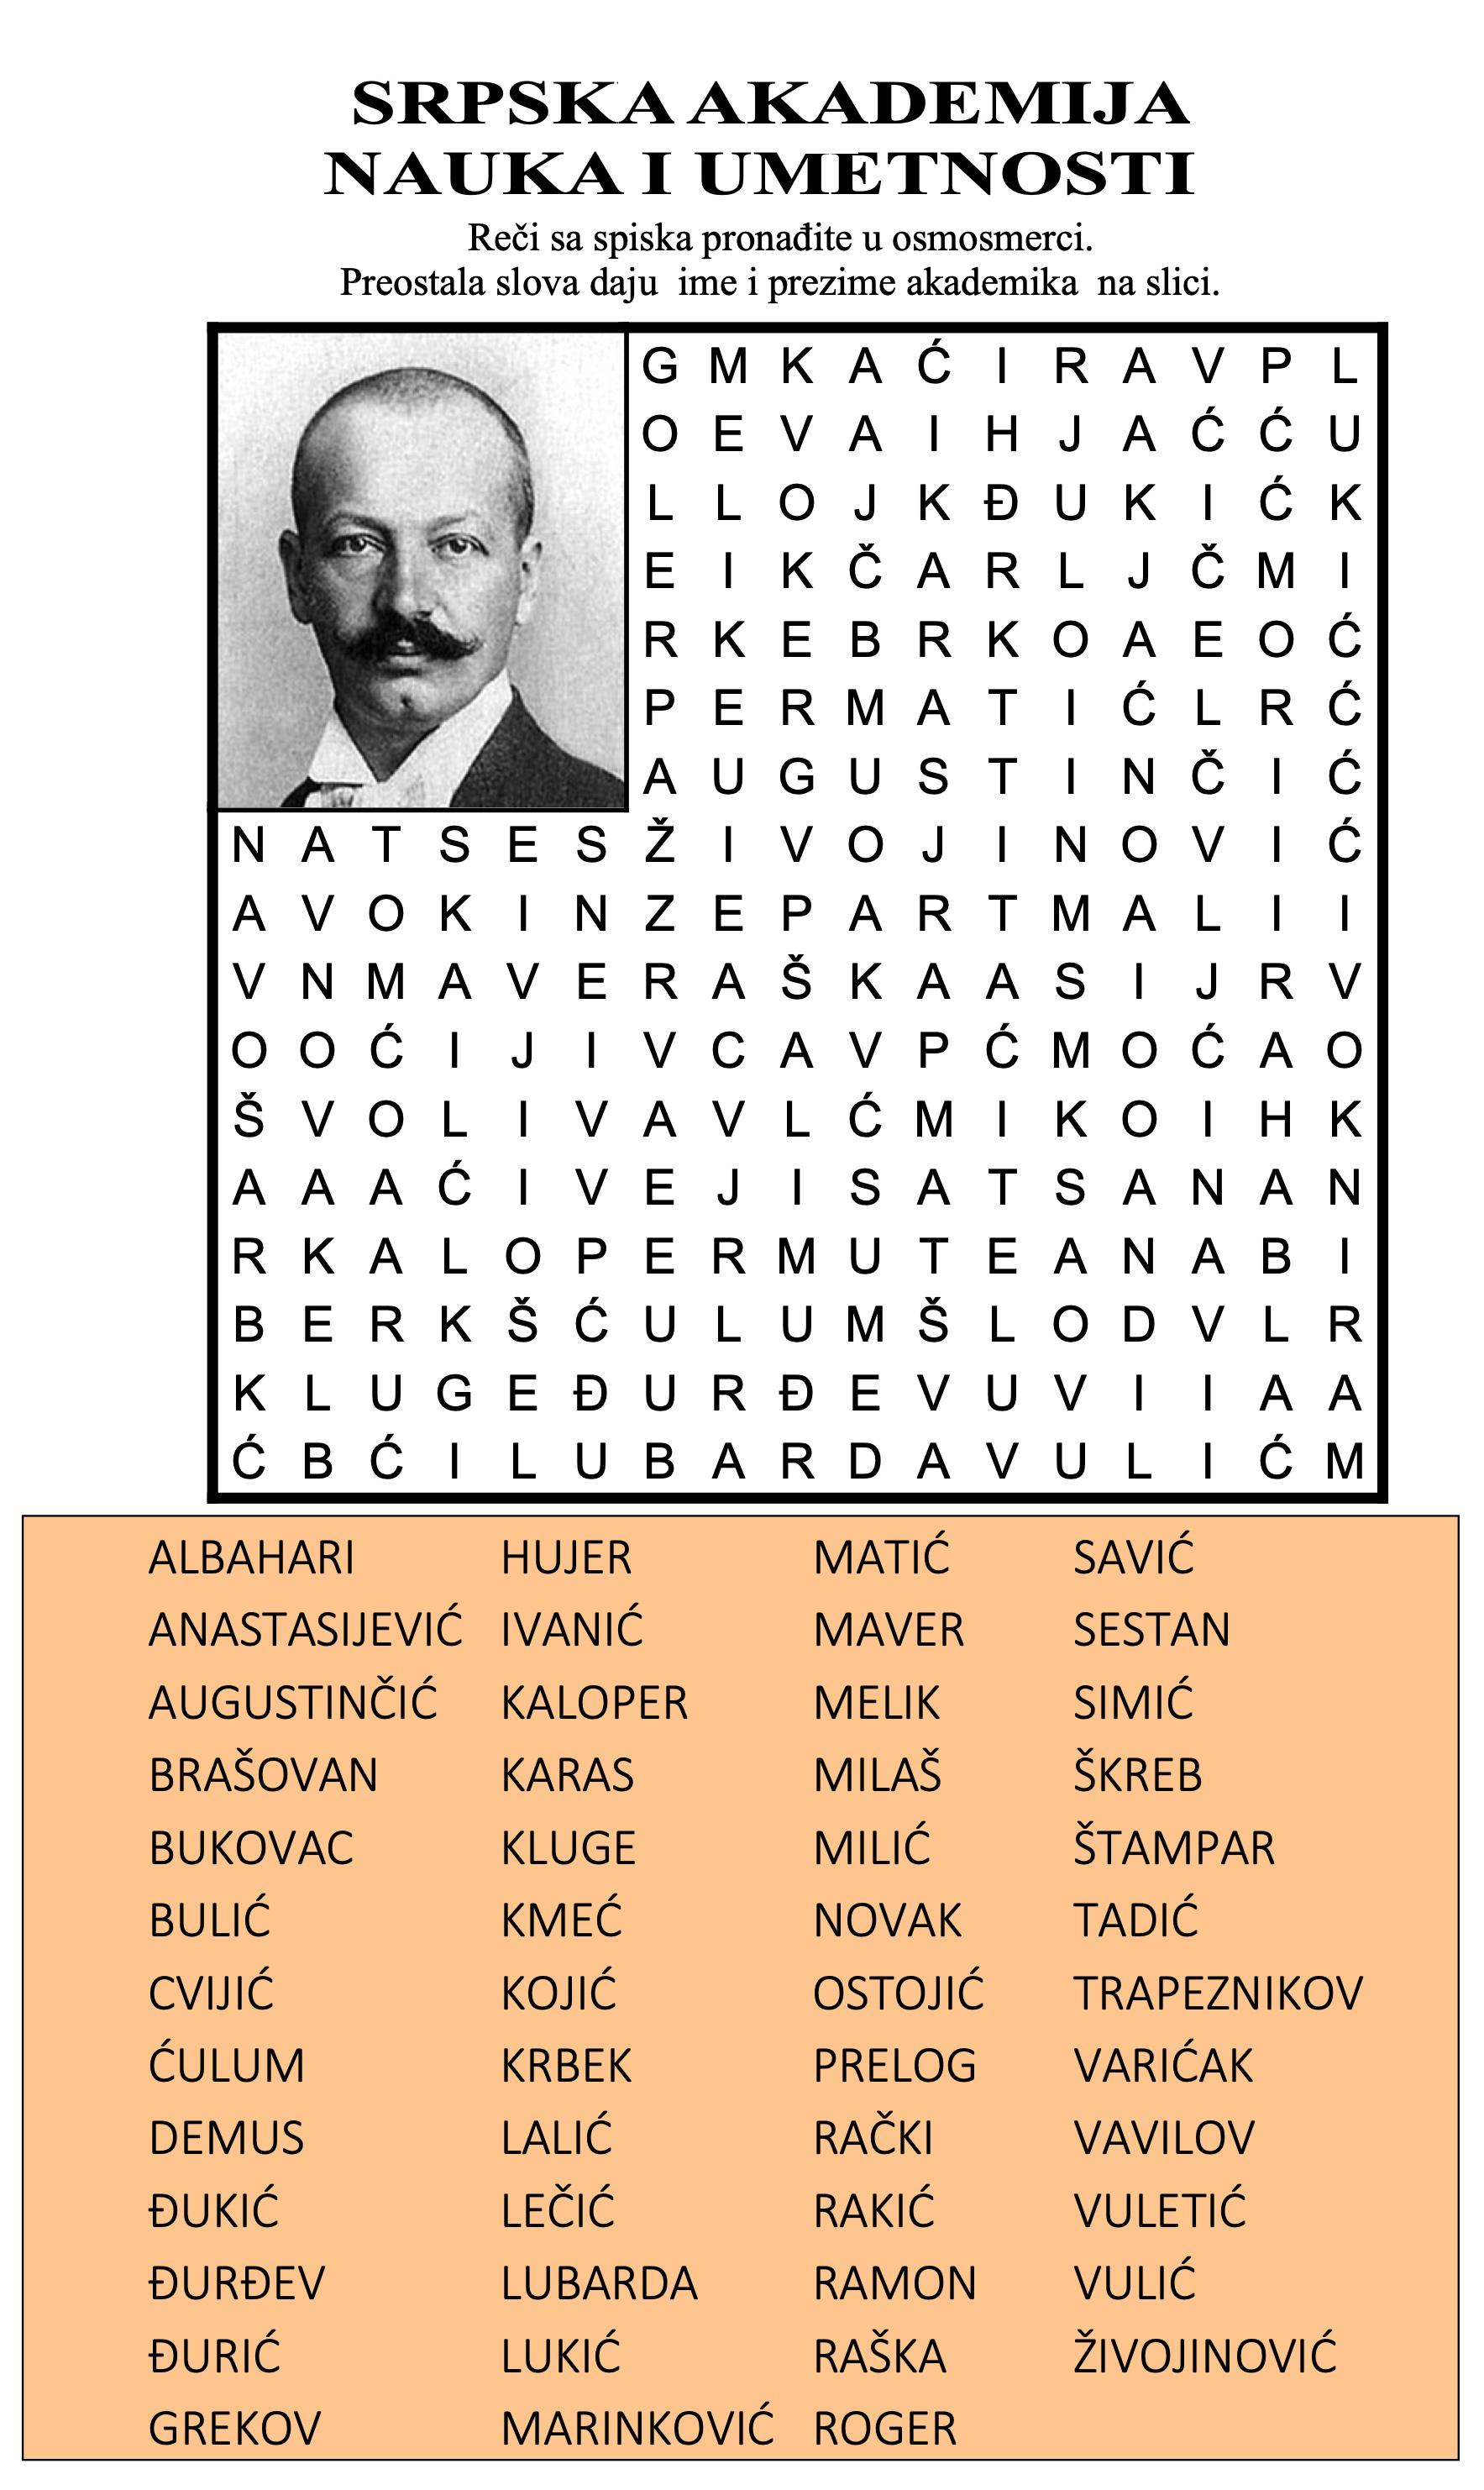 SRPSKA AKADEMIJA
NAUKA I UMETNOSTI
Reči sa spiska pronađite u osmosmerci.
Preostala slova daju ime i prezime akademika na slici.
G M K A Ć I R A V P L
O E V A I H J A Ć Ć U
L L O J K Đ U K I Ć K
E I K Č A R L J Č M I
R K E B R K O A E O Ć
P E R M A T I Ć L R Ć
A U G U S T I N Č I Ć
N A T S E S Ž I V O J I N O V I Ć
A V O K I N Z E P A R T M A L I I
V N M A V E R A Š K A A S I J R V
O O Ć I J I V C A V P Ć M O Ć A O
Š V O L I V A V L Ć M I K O I H K
A A A Ć I V E J I S A T S A N A N
R K A L O P E R M U T E A N A B I
B E R K Š Ć U L U M Š L O D V L R
K L U G E Đ U R Đ E V U V I I A A
Ć B Ć I L U B A R D A V U L I Ć M
ALBAHARI HUJER MATIĆ SAVIĆ
ANASTASIJEVIĆ IVANIĆ MAVER SESTAN
AUGUSTINČIĆ KALOPER MELIK SIMIĆ
BRAŠOVAN KARAS MILAŠ ŠKREB
BUKOVAC KLUGE MILIĆ ŠTAMPAR
BULIĆ KMEĆ NOVAK TADIĆ
CVIJIĆ KOJIĆ OSTOJIĆ TRAPEZNIKOV
ĆULUM KRBEK PRELOG VARIĆAK
DEMUS LALIĆ RAČKI VAVILOV
ĐUKIĆ LEČIĆ RAKIĆ VULETIĆ
ĐURĐEV LUBARDA RAMON VULIĆ
ĐURIĆ LUKIĆ RAŠKA ŽIVOJINOVIĆ
GREKOV MARINKOVIĆ ROGER